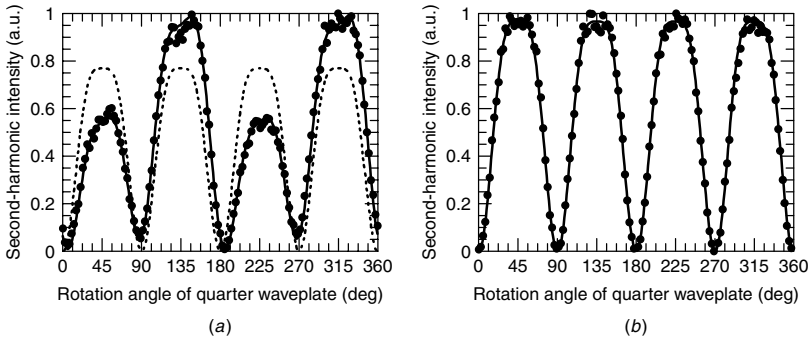 Second-harmonic intensity (a.u.)
1
0.8
0.6
0.4
0.2
0
0 45 90 135 180 225 270 315 360
Rotation angle of quarter waveplate (deg)
(a)
Second-harmonic intensity (a.u.)
1
0.8
0.6
0.4
0.2
0
0 45 90 135 180 225 270 315 360
Rotation angle of quarter waveplate (deg)
(b)